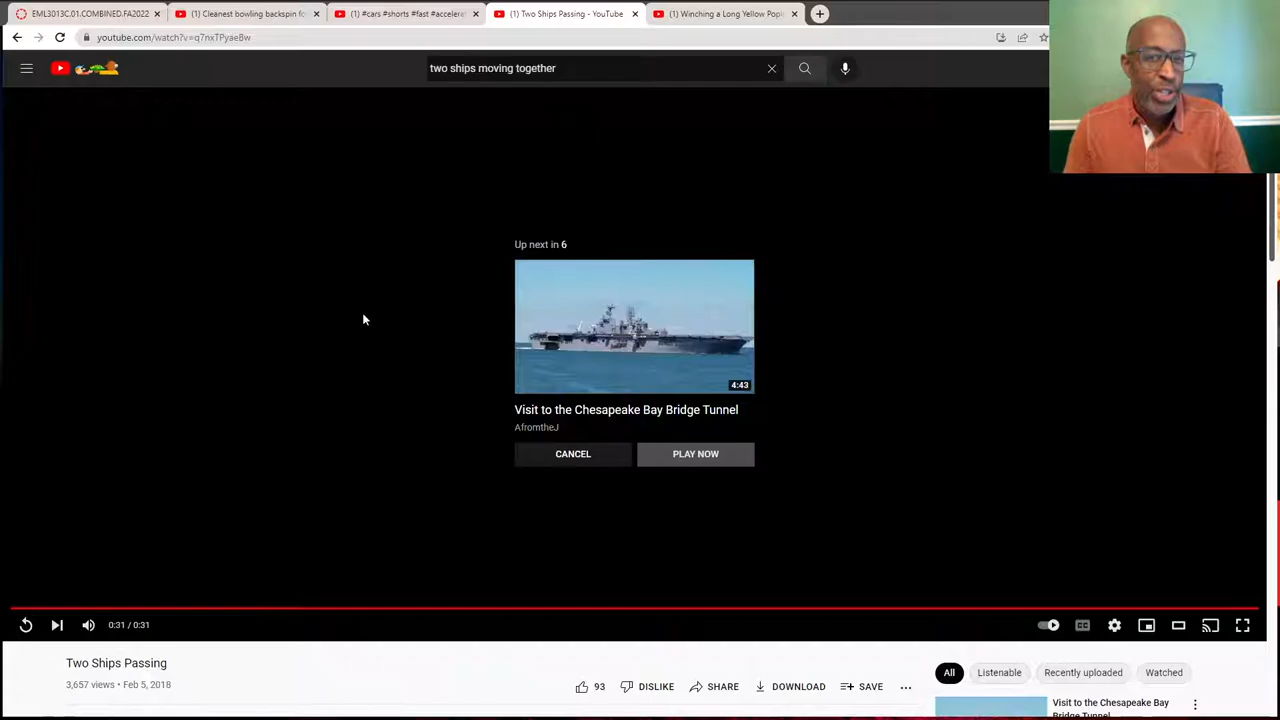 EML3013C.01.COMBINED.FA2022
(1) Cleanest bowling backspin fo
(1) #cars #shorts #fast #accelera
(1) Two Ships Passing - YouTube
(1) Winching a Long Yellow Pop
youtube.com/watch?v=q7nxTPyaeBw
two ships moving together
Up next in 6
4:43
Visit to the Chesapeake Bay Bridge Tunnel
AfromtheJ
CANCEL
PLAY NOW
0:31 / 0:31
CC
Two Ships Passing
3,657 views • Feb 5, 2018
93
DISLIKE
SHARE
DOWNLOAD
SAVE
All
Listenable
Recently uploaded
Watched
Visit to the Chesapeake Bay
Bridge Tunnel